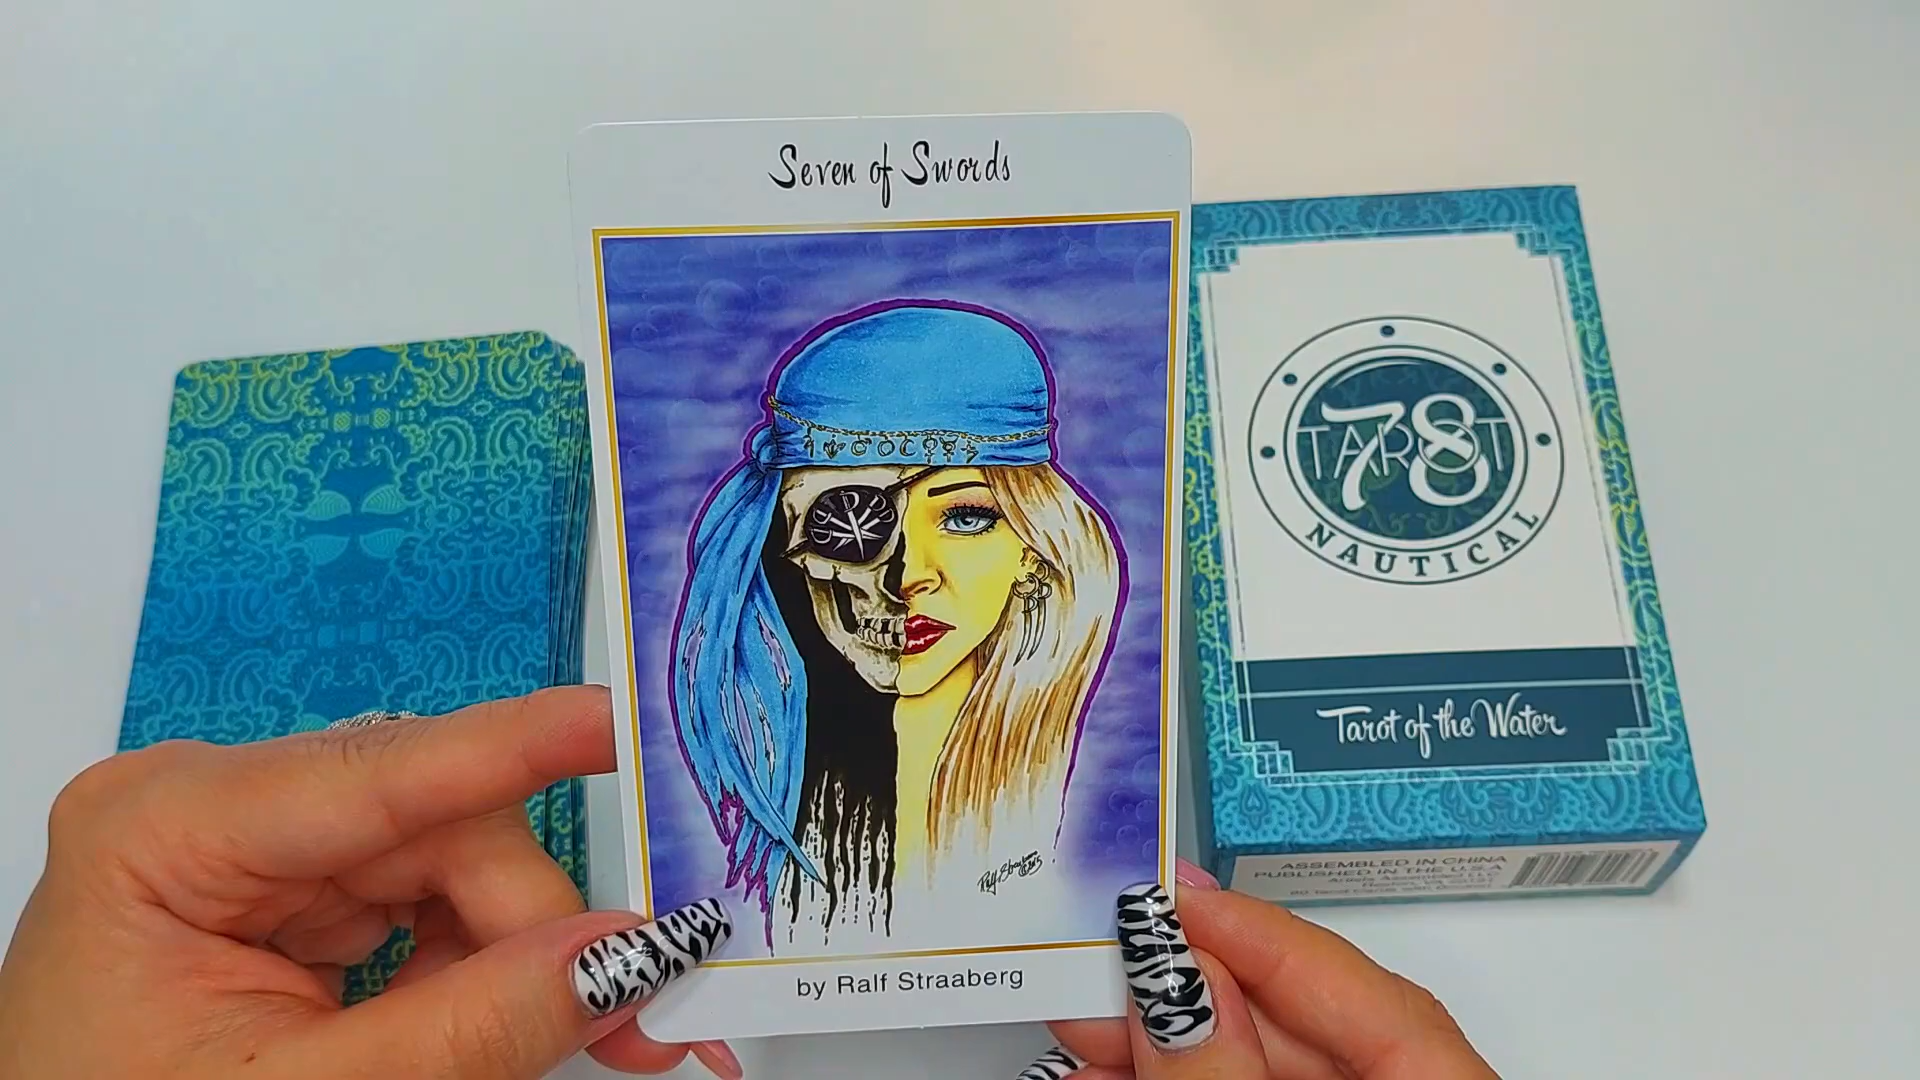 Seven of Swords
by Ralf Straaberg
TAROT
78
NAUTICAL
Tarot of the Water
ASSEMBLED IN CHINA
PUBLISHED IN THE U.S.A